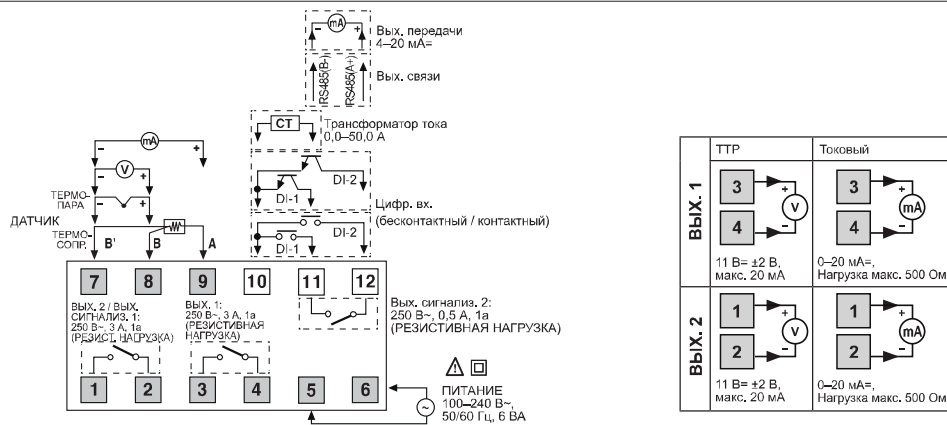 mA
Вых. передачи
4–20 мА=
RS485(B-)
RS485(A+)
Вых. связи
CT
Трансформатор тока
0,0–50,0 А
DI-2
DI-1
Цифр. вх.
(бесконтактный / контактный)
DI-2
DI-1
mA
V
ТЕРМО-
ПАРА
ДАТЧИК
ТЕРМО-
СОПР.
B'
B
A
7
8
9
10
11
12
ВЫХ. 2 / ВЫХ.
СИГНАЛИЗ. 1:
250 В~, 3 А, 1а
(РЕЗИСТ. НАГРУЗКА)
ВЫХ. 1:
250 В~, 3 А, 1а
(РЕЗИСТИВНАЯ
НАГРУЗКА)
Вых. сигнализ. 2:
250 В~, 0,5 А, 1а
(РЕЗИСТИВНАЯ НАГРУЗКА)
1
2
3
4
5
6
ПИТАНИЕ
100–240 В~,
50/60 Гц, 6 ВА
ТТР
Токовый
ВЫХ. 1
3
4
+
V
-
3
4
+
mA
-
11 В= ±2 В,
макс. 20 мА
0–20 мА=,
Нагрузка макс. 500 Ом
ВЫХ. 2
1
2
+
V
-
1
2
+
mA
-
11 В= ±2 В,
макс. 20 мА
0–20 мА=,
Нагрузка макс. 500 Ом